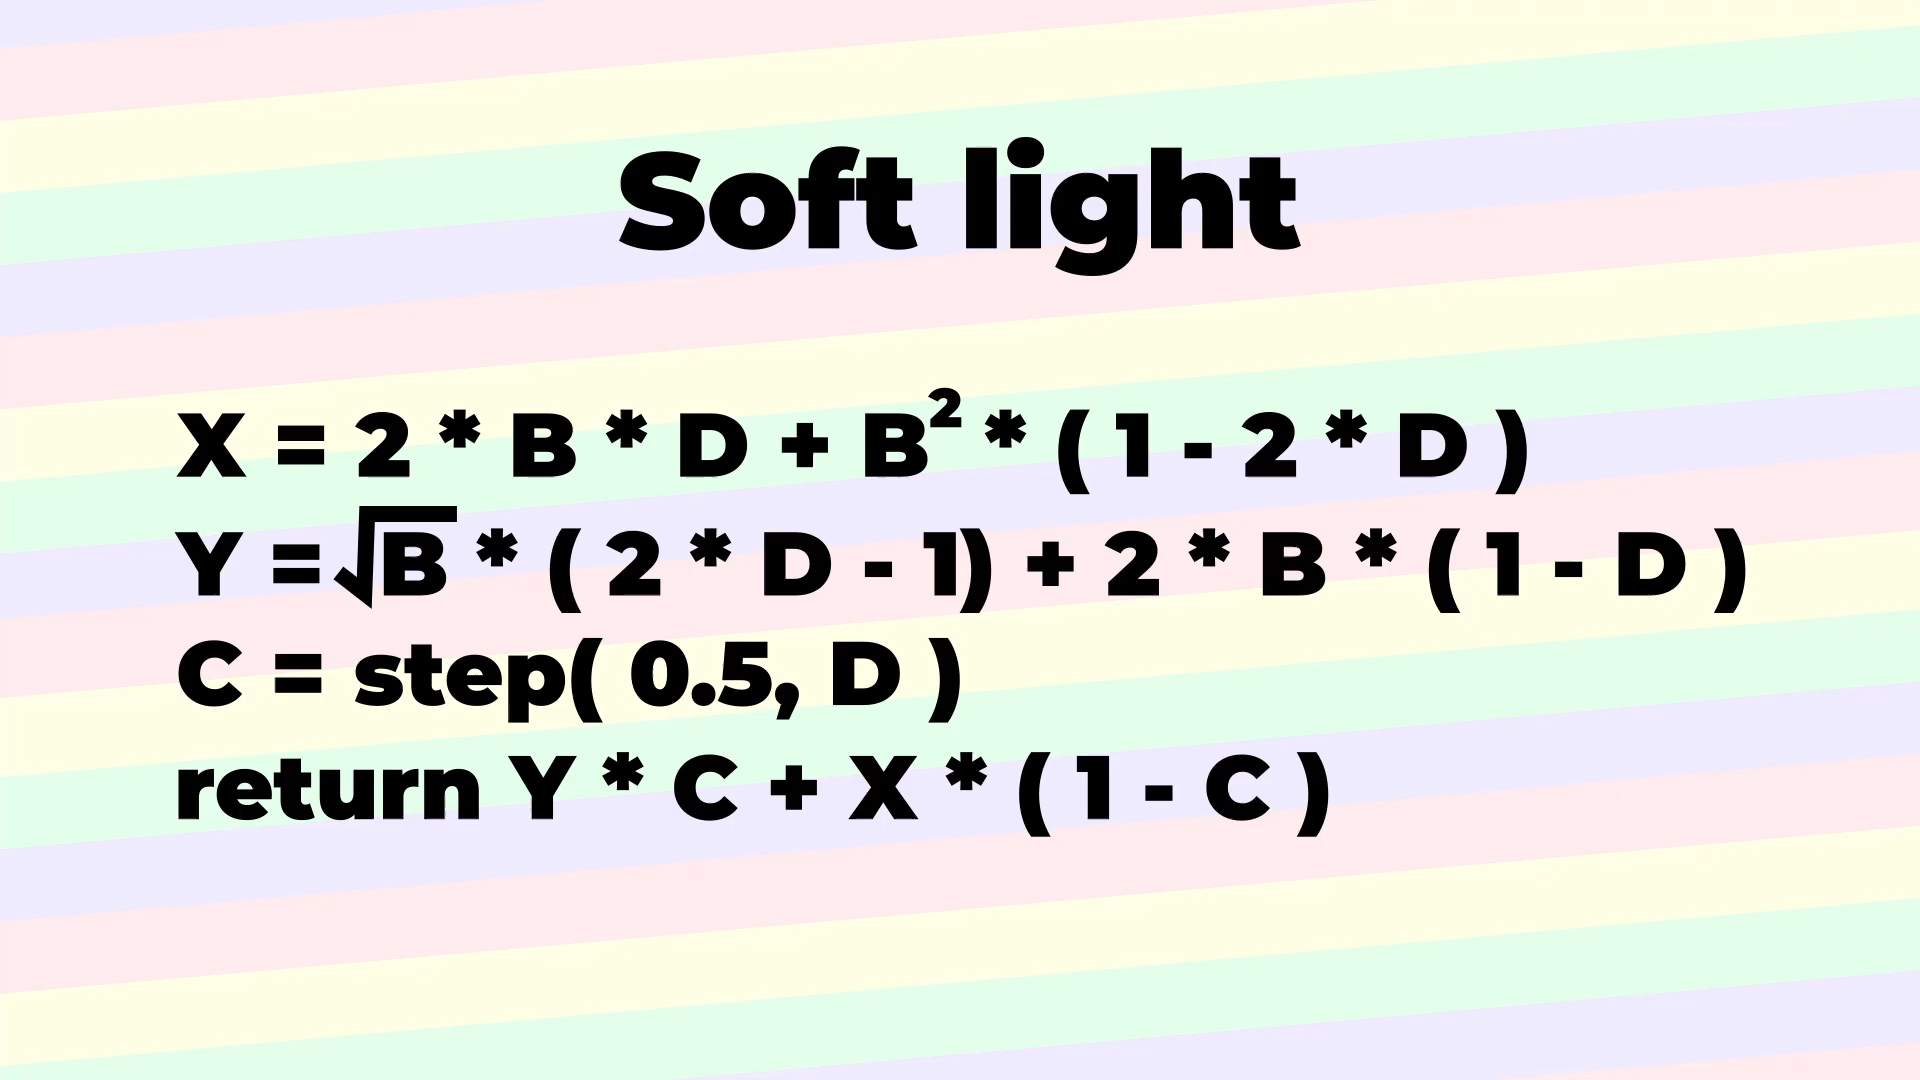 Soft light
X = 2 * B * D + B² * ( 1 - 2 * D )
Y = √B * ( 2 * D - 1) + 2 * B * ( 1 - D )
C = step( 0.5, D )
return Y * C + X * ( 1 - C )